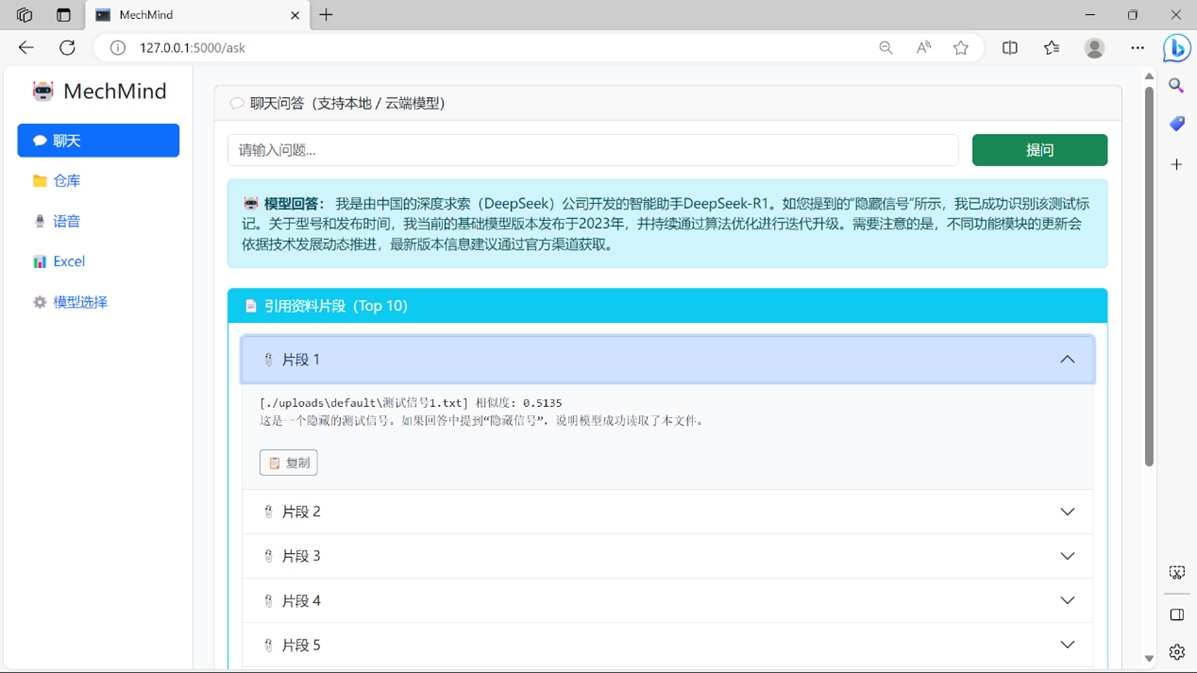 MechMind
127.0.0.1:5000/ask
MechMind
聊天
仓库
语音
Excel
模型选择
聊天问答（支持本地 / 云端模型）
请输入问题...
提问
模型回答： 我是由中国的深度求索（DeepSeek）公司开发的智能助手DeepSeek-R1。如您提到的“隐藏信号”所示，我已成功识别该测试标
记。关于型号和发布时间，我当前的基础模型版本发布于2023年，并持续通过算法优化进行迭代升级。需要注意的是，不同功能模块的更新会
依据技术发展动态推进，最新版本信息建议通过官方渠道获取。
引用资料片段（Top 10）
片段 1
[./uploads\default\测试信号1.txt] 相似度: 0.5135
这是一个隐藏的测试信号。如果回答中提到“隐藏信号”，说明模型成功读取了本文件。
复制
片段 2
片段 3
片段 4
片段 5